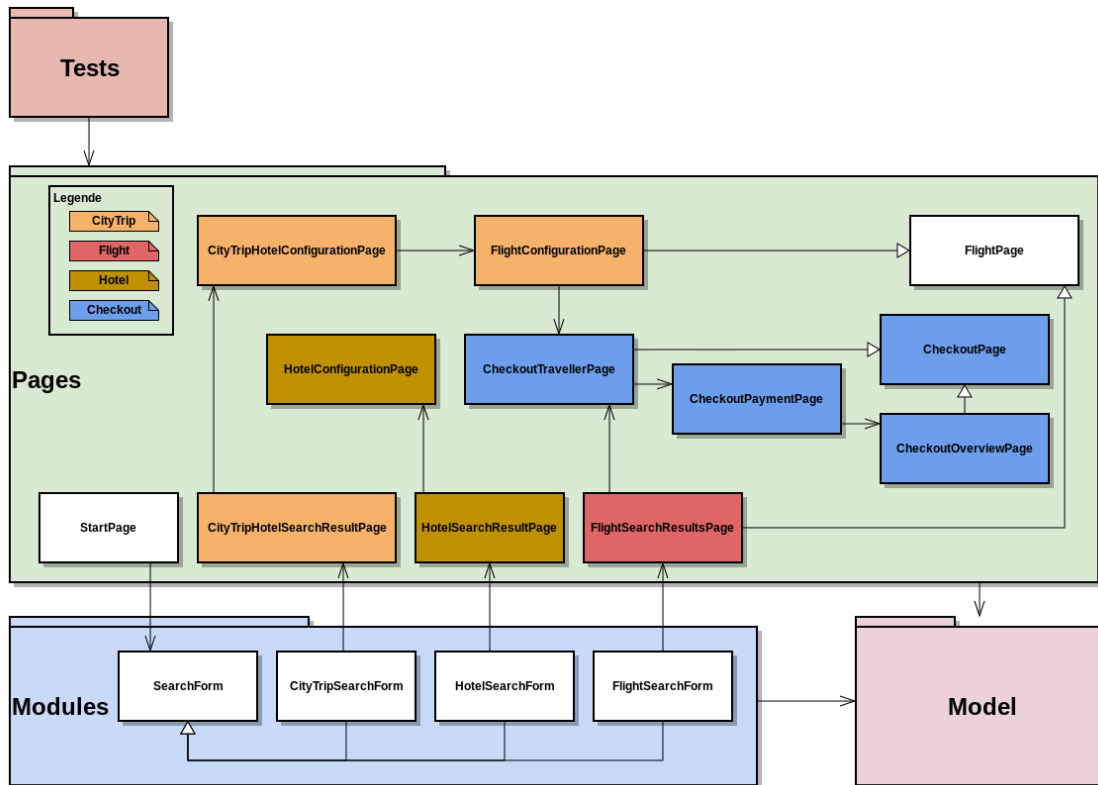 Tests
Legende
CityTrip
Flight
Hotel
Checkout
CityTripHotelConfigurationPage
FlightConfigurationPage
FlightPage
HotelConfigurationPage
CheckoutTravellerPage
CheckoutPage
Pages
CheckoutPaymentPage
CheckoutOverviewPage
StartPage
CityTripHotelSearchResultPage
HotelSearchResultPage
FlightSearchResultsPage
SearchForm
CityTripSearchForm
HotelSearchForm
FlightSearchForm
Modules
Model